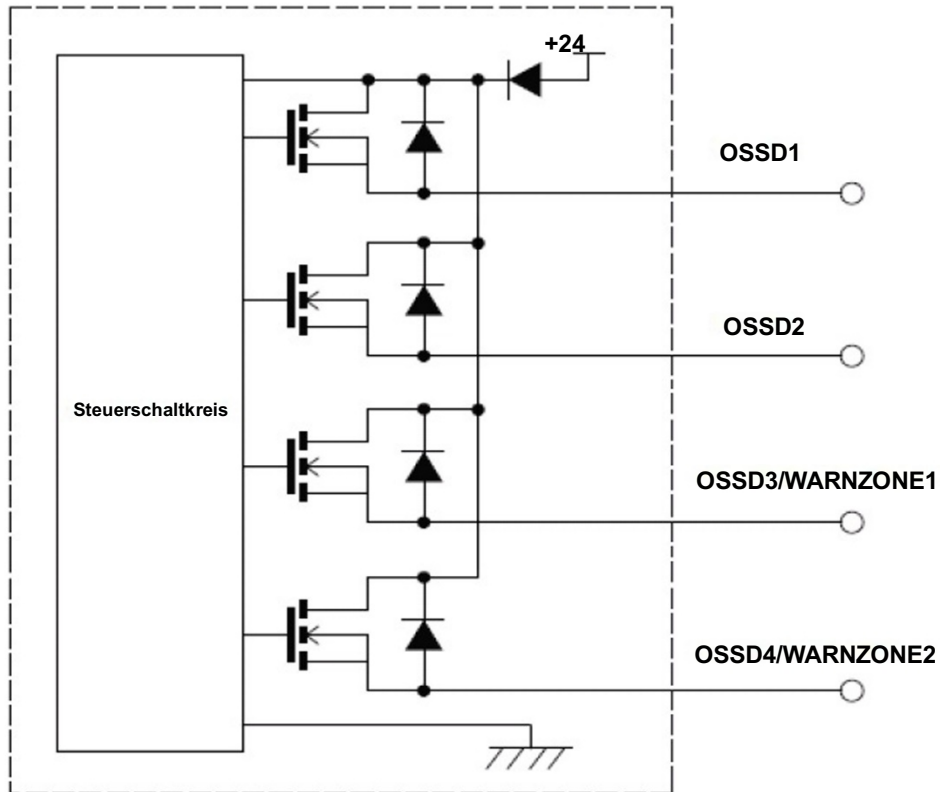 +24
OSSD1
OSSD2
Steuerschaltkreis
OSSD3/WARNZONE1
OSSD4/WARNZONE2